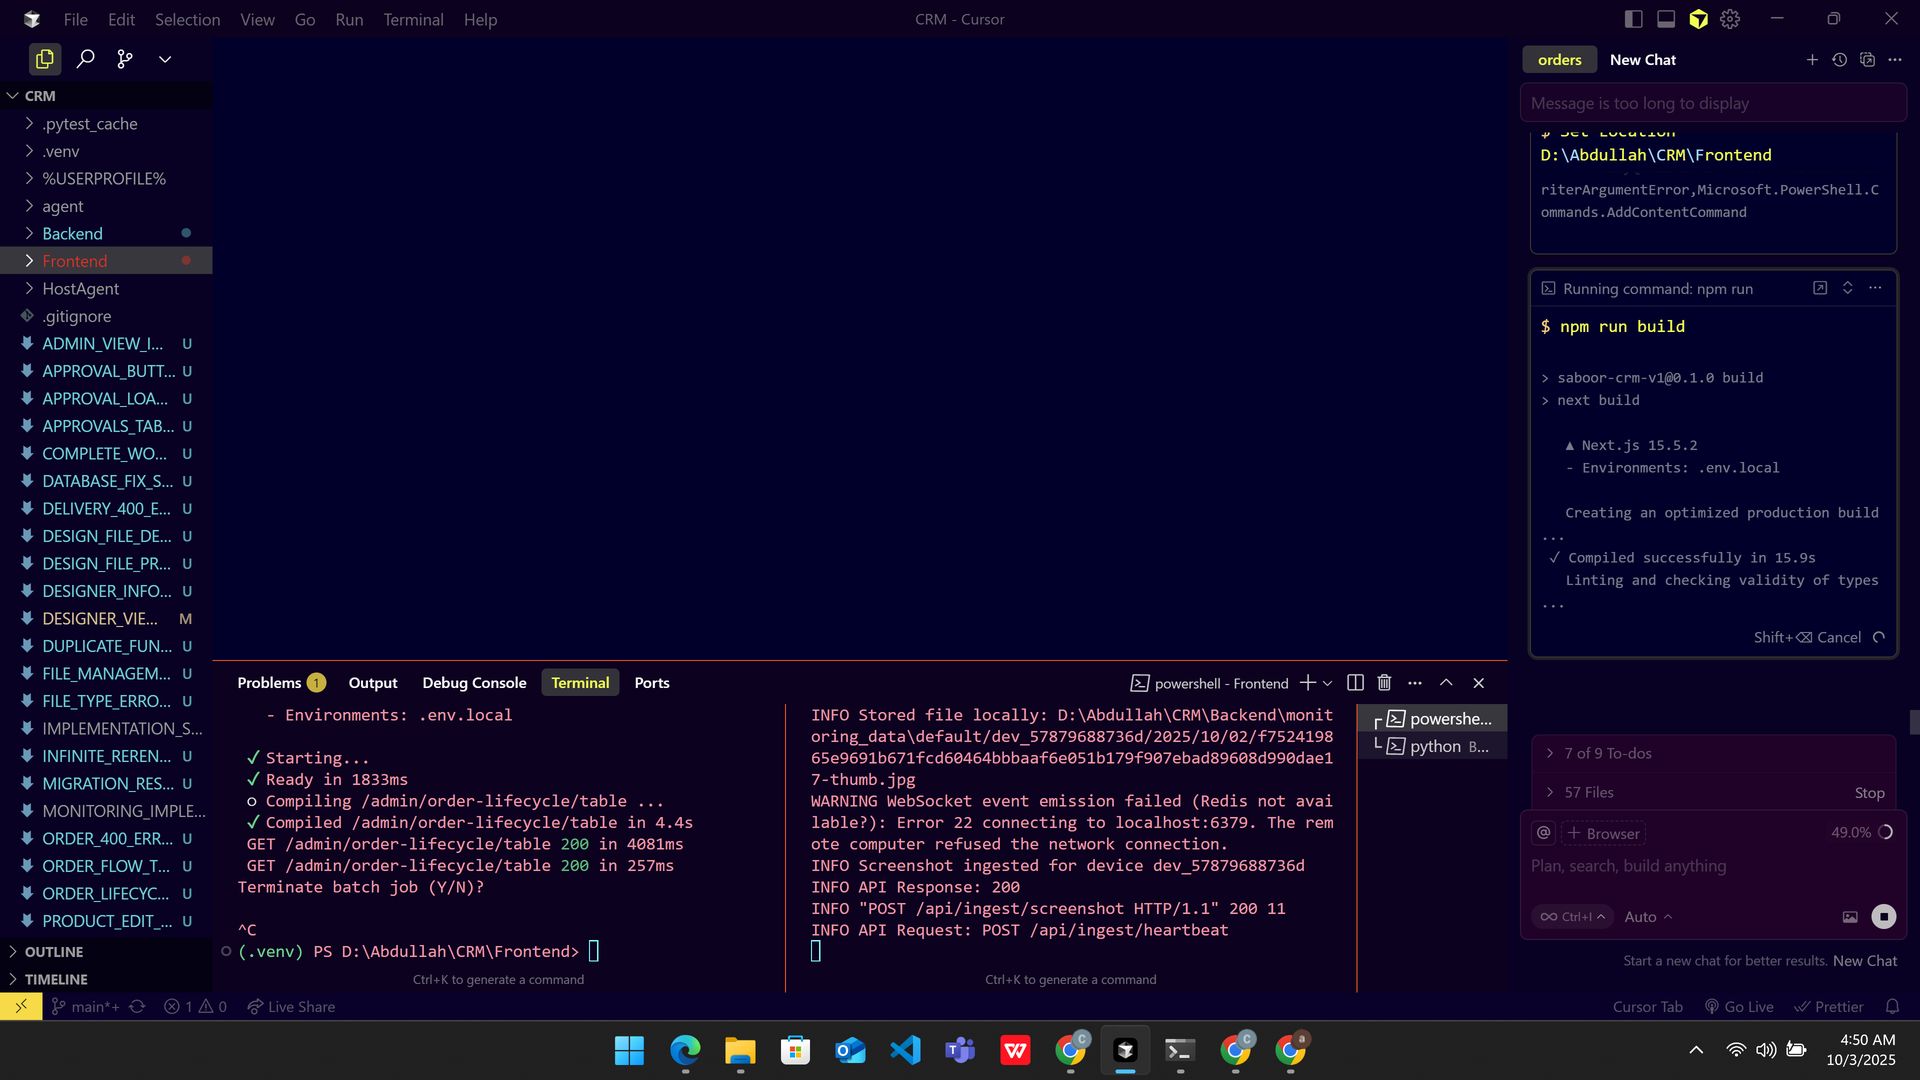 File Edit Selection View Go Run Terminal Help
CRM - Cursor
CRM
.pytest_cache
.venv
%USERPROFILE%
agent
Backend
Frontend
HostAgent
.gitignore
ADMIN_VIEW_I... U
APPROVAL_BUTT... U
APPROVAL_LOA... U
APPROVALS_TAB... U
COMPLETE_WO... U
DATABASE_FIX_S... U
DELIVERY_400_E... U
DESIGN_FILE_DE... U
DESIGN_FILE_PR... U
DESIGNER_INFO... U
DESIGNER_VIE... M
DUPLICATE_FUN... U
FILE_MANAGEM... U
FILE_TYPE_ERRO... U
IMPLEMENTATION_S...
INFINITE_REREN... U
MIGRATION_RES... U
MONITORING_IMPLE...
ORDER_400_ERR... U
ORDER_FLOW_T... U
ORDER_LIFECYC... U
PRODUCT_EDIT_... U
OUTLINE
TIMELINE
Problems 1 Output Debug Console Terminal Ports
powershell - Frontend
- Environments: .env.local
✓ Starting...
✓ Ready in 1833ms
○ Compiling /admin/order-lifecycle/table ...
✓ Compiled /admin/order-lifecycle/table in 4.4s
GET /admin/order-lifecycle/table 200 in 4081ms
GET /admin/order-lifecycle/table 200 in 257ms
Terminate batch job (Y/N)?
^C
(.venv) PS D:\Abdullah\CRM\Frontend>
Ctrl+K to generate a command
INFO Stored file locally: D:\Abdullah\CRM\Backend\monit
oring_data\default/dev_57879688736d/2025/10/02/f7524198
65e9691b671fcd60464bbbaaf6e051b179f907ebad89608d990dae1
7-thumb.jpg
WARNING WebSocket event emission failed (Redis not avai
lable?): Error 22 connecting to localhost:6379. The rem
ote computer refused the network connection.
INFO Screenshot ingested for device dev_57879688736d
INFO API Response: 200
INFO "POST /api/ingest/screenshot HTTP/1.1" 200 11
INFO API Request: POST /api/ingest/heartbeat
Ctrl+K to generate a command
powershe...
python B...
orders New Chat
Message is too long to display
$ Set-Location
D:\Abdullah\CRM\Frontend
riterArgumentError,Microsoft.PowerShell.C
ommands.AddContentCommand
Running command: npm run
$ npm run build
> saboor-crm-v1@0.1.0 build
> next build
▲ Next.js 15.5.2
- Environments: .env.local
Creating an optimized production build
...
✓ Compiled successfully in 15.9s
Linting and checking validity of types
...
Shift+⌫ Cancel
7 of 9 To-dos
57 Files Stop
@ + Browser 49.0%
Plan, search, build anything
∞ Ctrl+I Auto
Start a new chat for better results. New Chat
main*+ 1 0 Live Share
Cursor Tab Go Live Prettier
4:50 AM
10/3/2025